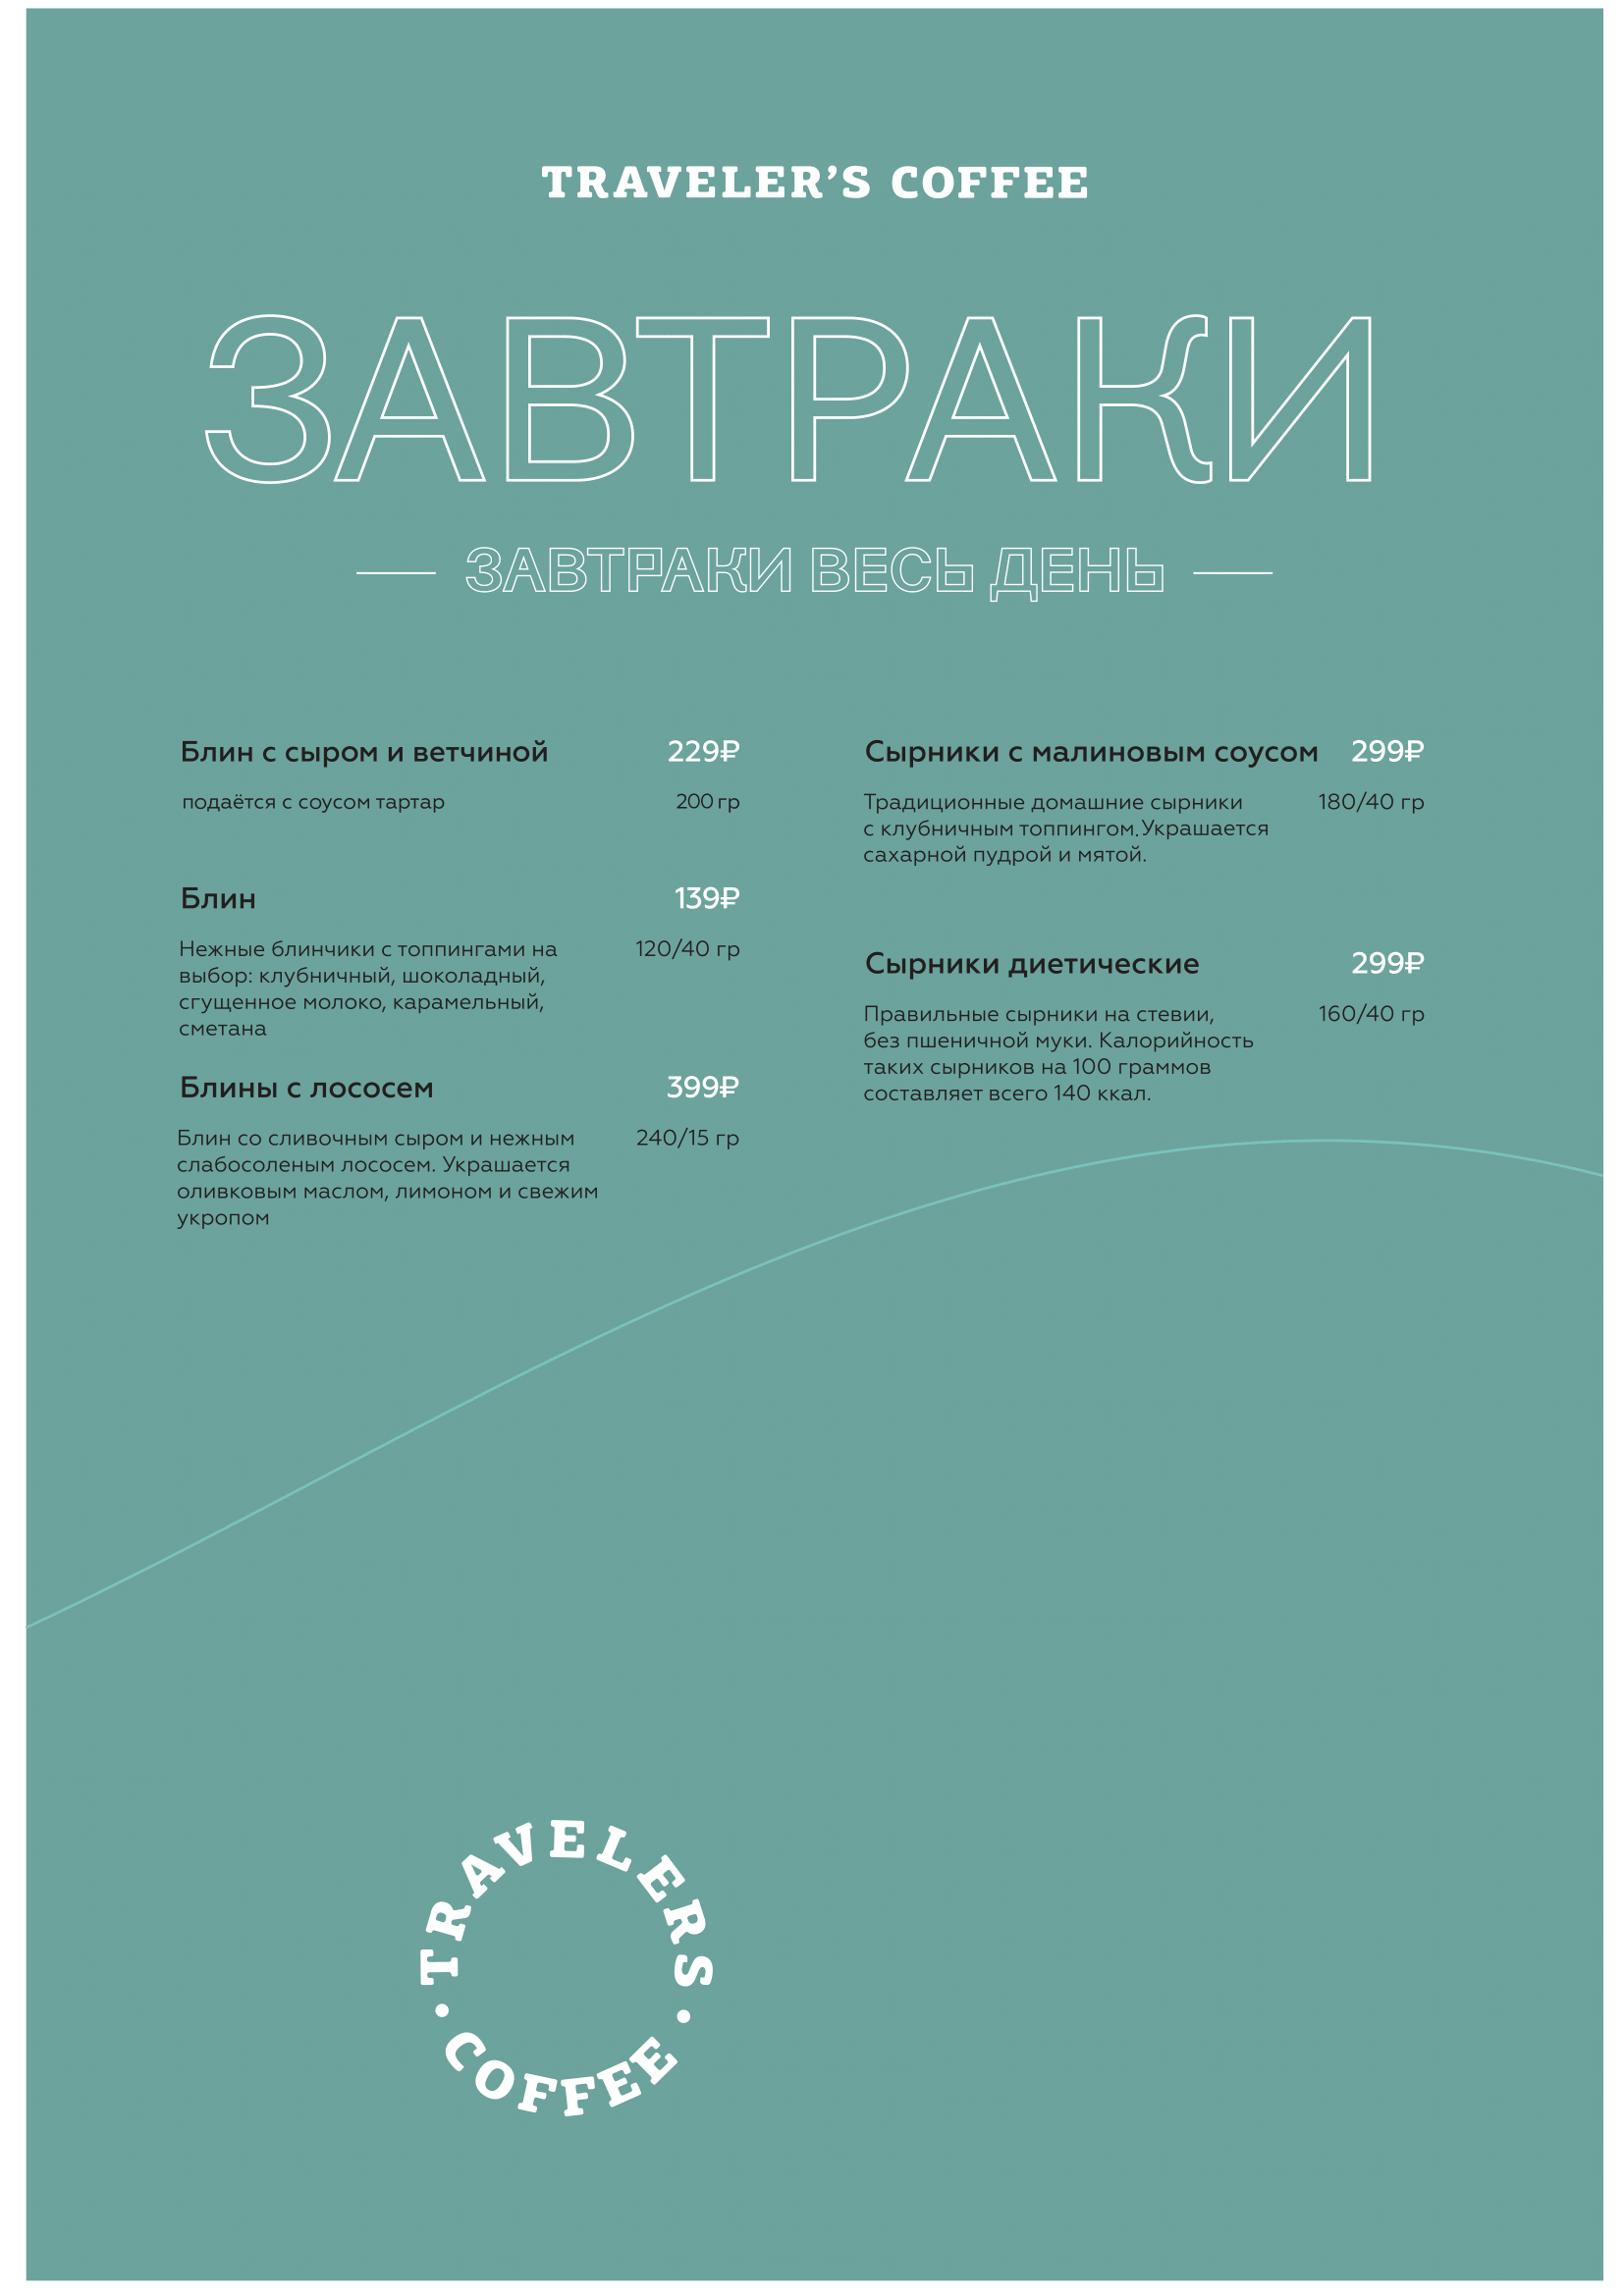 TRAVELER’S COFFEE
ЗАВТРАКИ
ЗАВТРАКИ ВЕСЬ ДЕНЬ
Блин с сыром и ветчиной 229₽
подаётся с соусом тартар 200 гр
Блин 139₽
Нежные блинчики с топпингами на 120/40 гр
выбор: клубничный, шоколадный,
сгущенное молоко, карамельный,
сметана
Блины с лососем 399₽
Блин со сливочным сыром и нежным 240/15 гр
слабосоленым лососем. Украшается
оливковым маслом, лимоном и свежим
укропом
Сырники с малиновым соусом 299₽
Традиционные домашние сырники 180/40 гр
с клубничным топпингом.Украшается
сахарной пудрой и мятой.
Сырники диетические 299₽
Правильные сырники на стевии, 160/40 гр
без пшеничной муки. Калорийность
таких сырников на 100 граммов
составляет всего 140 ккал.
TRAVELERS
• COFFEE •